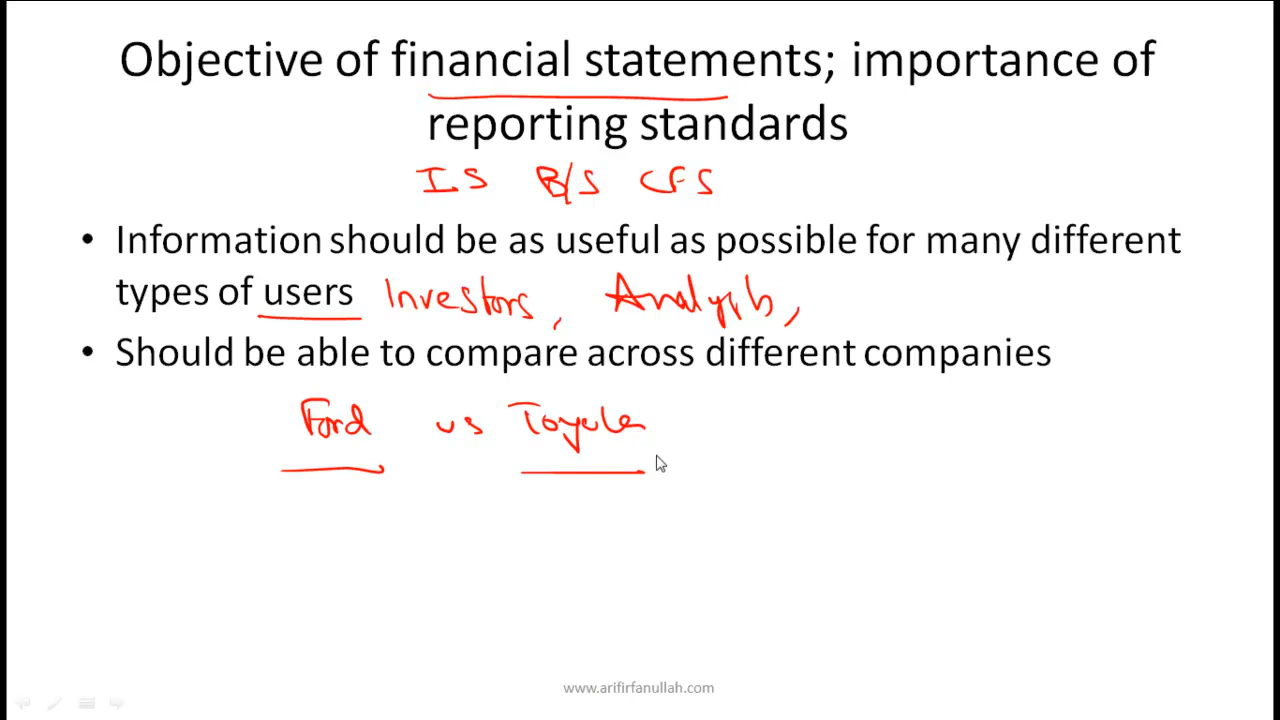 Objective of financial statements; importance of
reporting standards
IS B/S CFS
• Information should be as useful as possible for many different
types of users Investors, Analysts,
• Should be able to compare across different companies
Ford vs Toyota
www.arifirfanullah.com